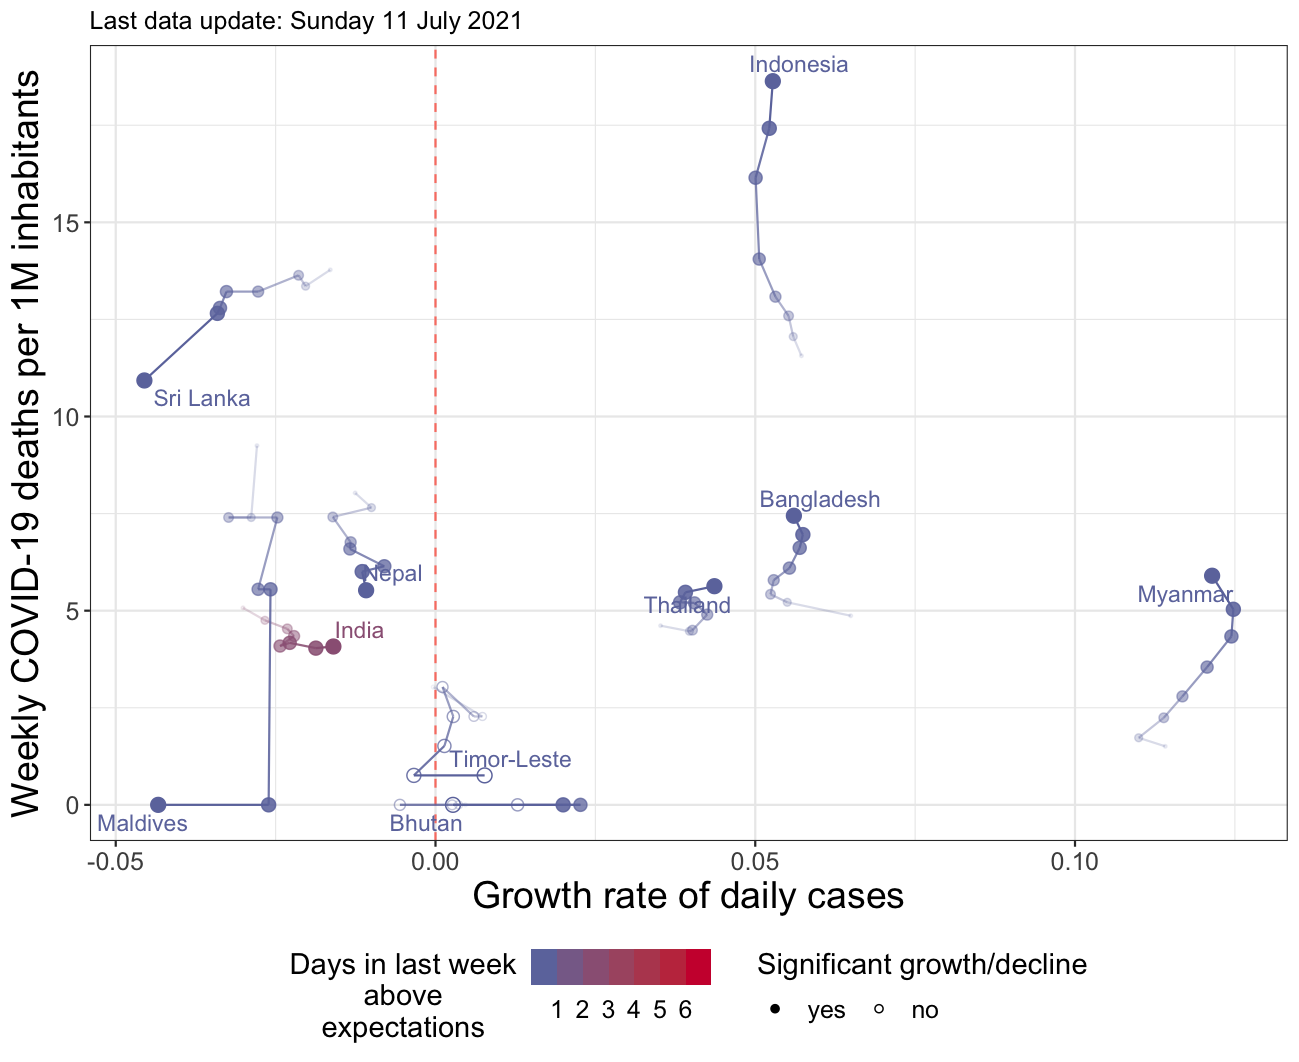 Last data update: Sunday 11 July 2021
Weekly COVID-19 deaths per 1M inhabitants
15
10
5
0
Indonesia
Sri Lanka
Bangladesh
Nepal
Thailand
Myanmar
India
Timor-Leste
Maldives
Bhutan
-0.05
0.00
0.05
0.10
Growth rate of daily cases
Days in last week
above
expectations
1 2 3 4 5 6
Significant growth/decline
yes no